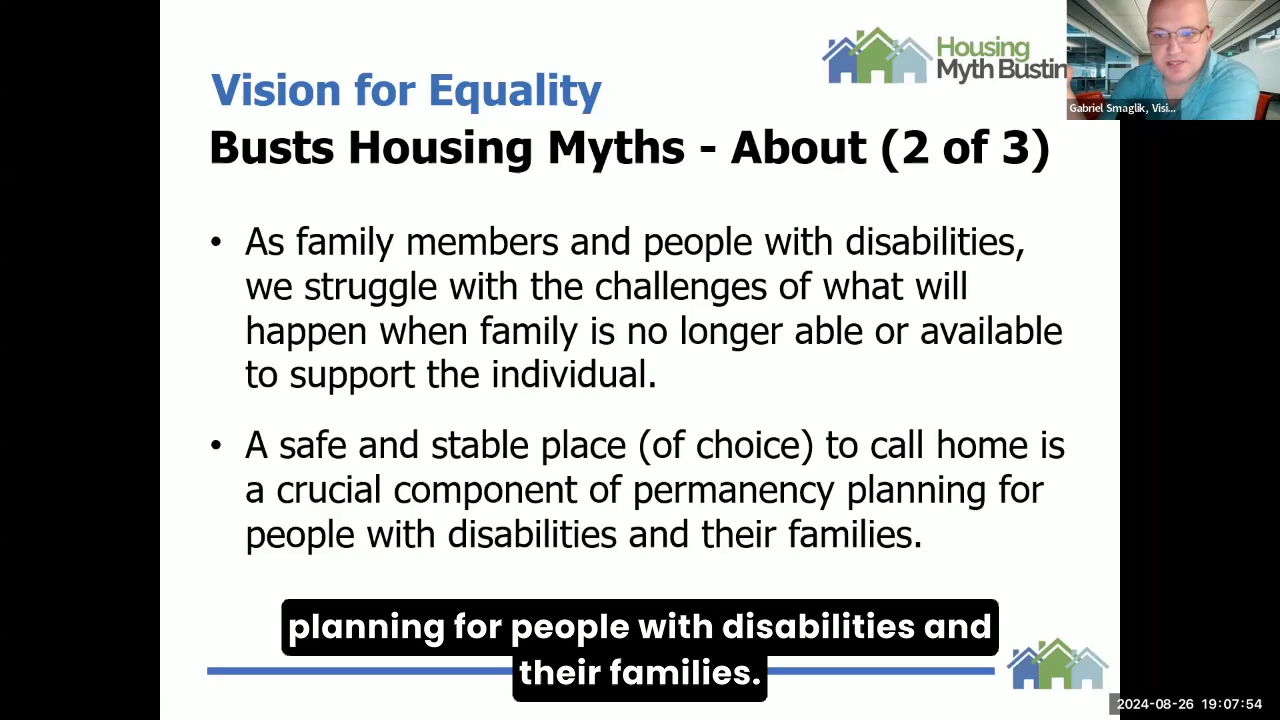 Housing
Myth Bustin
Vision for Equality
Gabriel Smaglik, Visi...
Busts Housing Myths - About (2 of 3)
• As family members and people with disabilities,
we struggle with the challenges of what will
happen when family is no longer able or available
to support the individual.
• A safe and stable place (of choice) to call home is
a crucial component of permanency planning for
people with disabilities and their families.
planning for people with disabilities and
their families.
2024-08-26 19:07:54